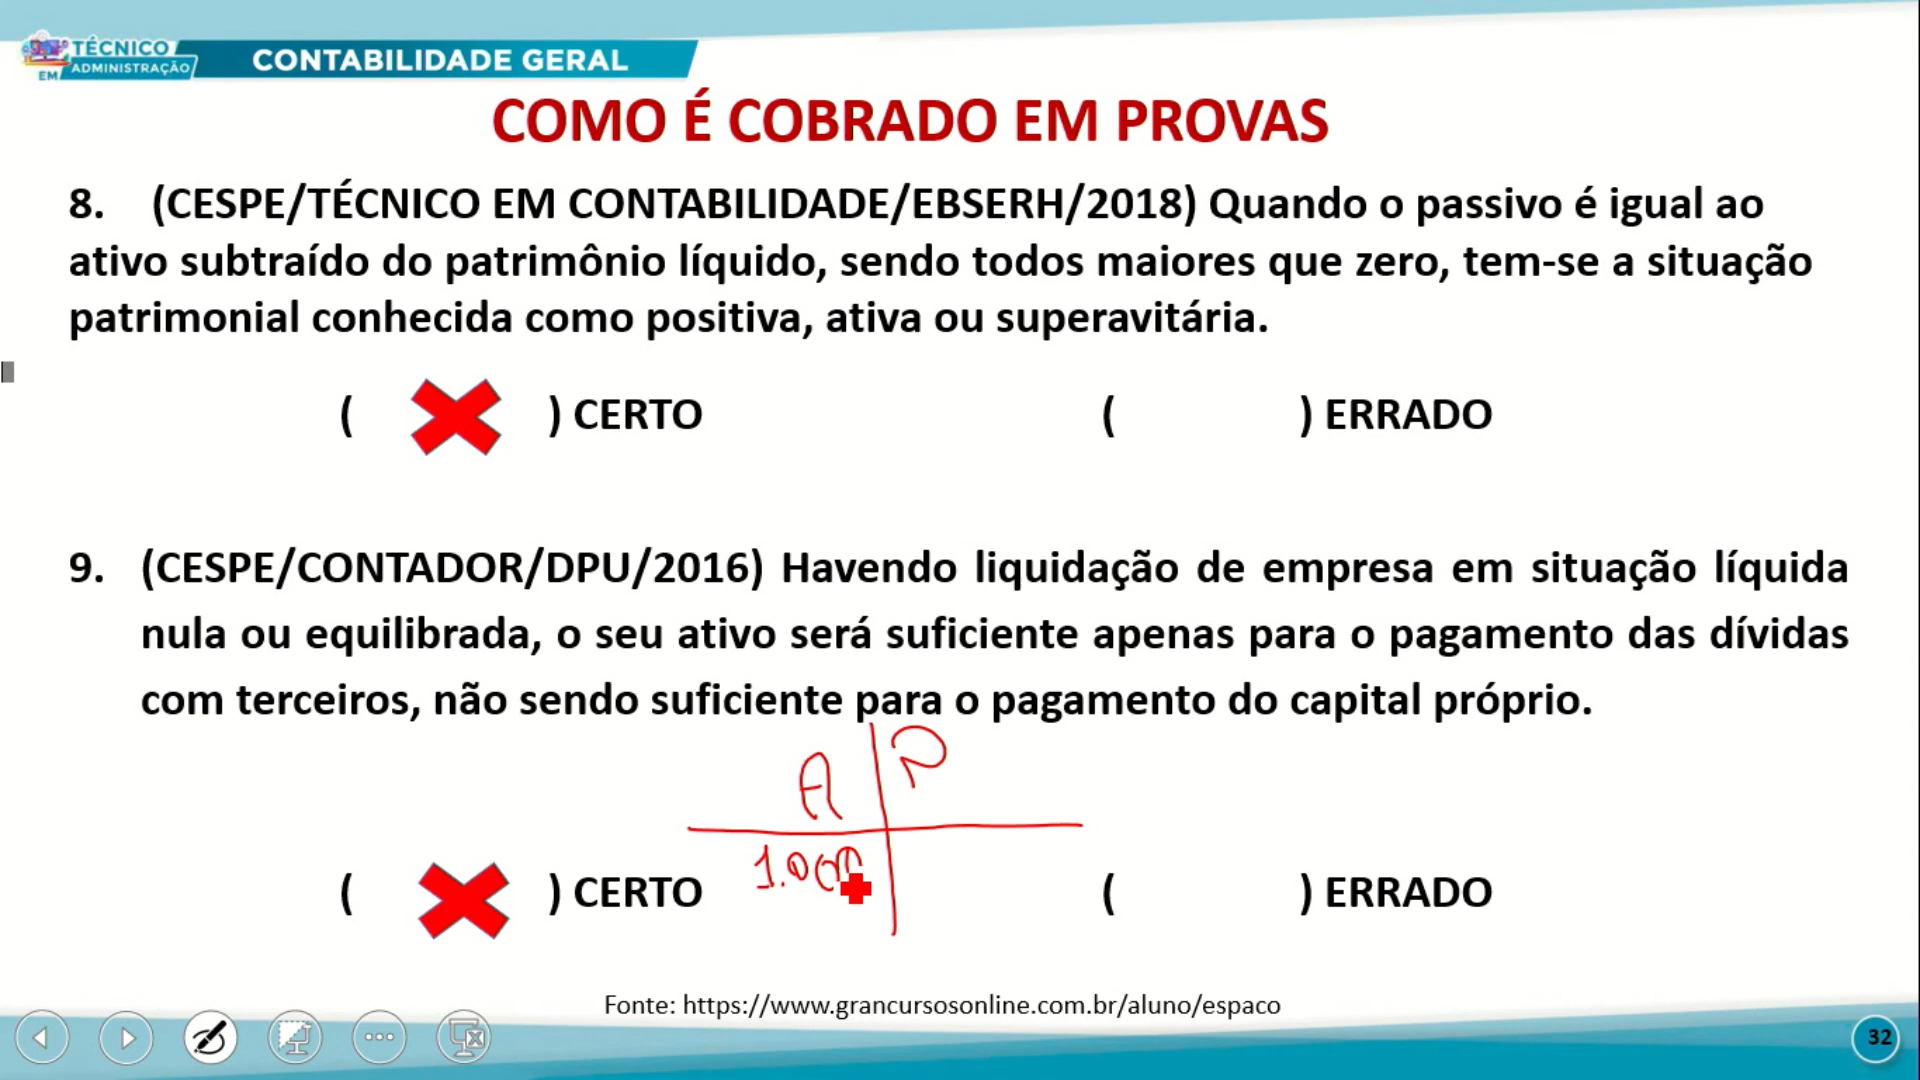 TÉCNICO
EM ADMINISTRAÇÃO
CONTABILIDADE GERAL
COMO É COBRADO EM PROVAS
8. (CESPE/TÉCNICO EM CONTABILIDADE/EBSERH/2018) Quando o passivo é igual ao
ativo subtraído do patrimônio líquido, sendo todos maiores que zero, tem-se a situação
patrimonial conhecida como positiva, ativa ou superavitária.
( ) CERTO ( ) ERRADO
9. (CESPE/CONTADOR/DPU/2016) Havendo liquidação de empresa em situação líquida
nula ou equilibrada, o seu ativo será suficiente apenas para o pagamento das dívidas
com terceiros, não sendo suficiente para o pagamento do capital próprio.
A P
1.000
( ) CERTO ( ) ERRADO
Fonte: https://www.grancursosonline.com.br/aluno/espaco
32